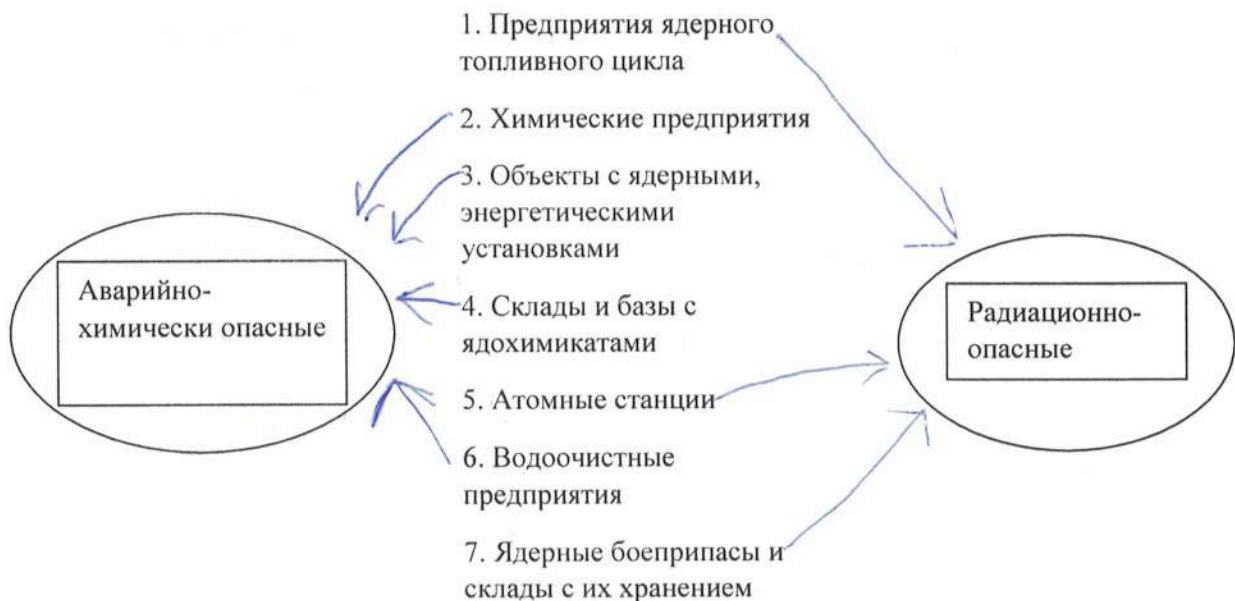 1. Предприятия ядерного
топливного цикла
2. Химические предприятия
3. Объекты с ядерными,
энергетическими
установками
Аварийно-
химически опасные
4. Склады и базы с
ядохимикатами
Радиационно-
опасные
5. Атомные станции
6. Водоочистные
предприятия
7. Ядерные боеприпасы и
склады с их хранением